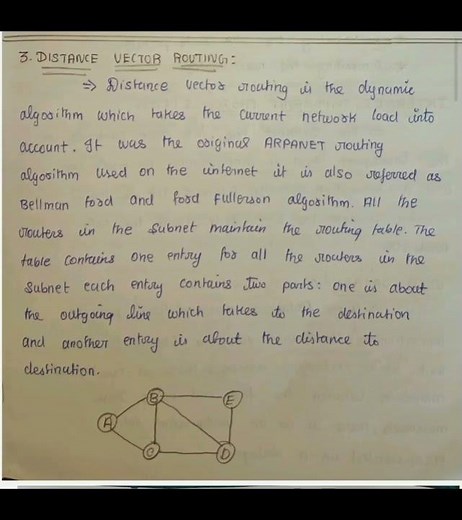 3. DISTANCE VECTOR ROUTING:
⇒ Distance vector routing is the dynamic
algorithm which takes the current network load into
account. It was the original ARPANET routing
algorithm used on the internet it is also referred as
Bellman ford and ford Fullerson algorithm. All the
routers in the Subnet maintain the routing table. The
table contains one entry for all the routers in the
Subnet each entry contains two parts: one is about
the outgoing line which takes to the destination
and another entry is about the distance to
destination.
B E
A
C D